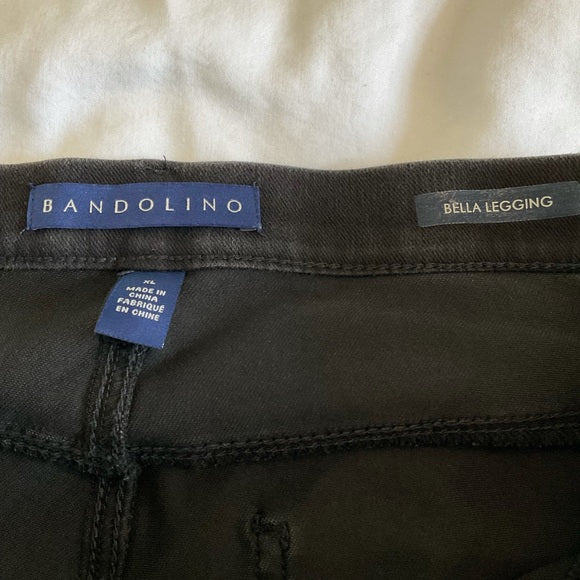 BANDOLINO
BELLA LEGGING
XL
MADE IN
CHINA
FABRIQUÉ
EN CHINE